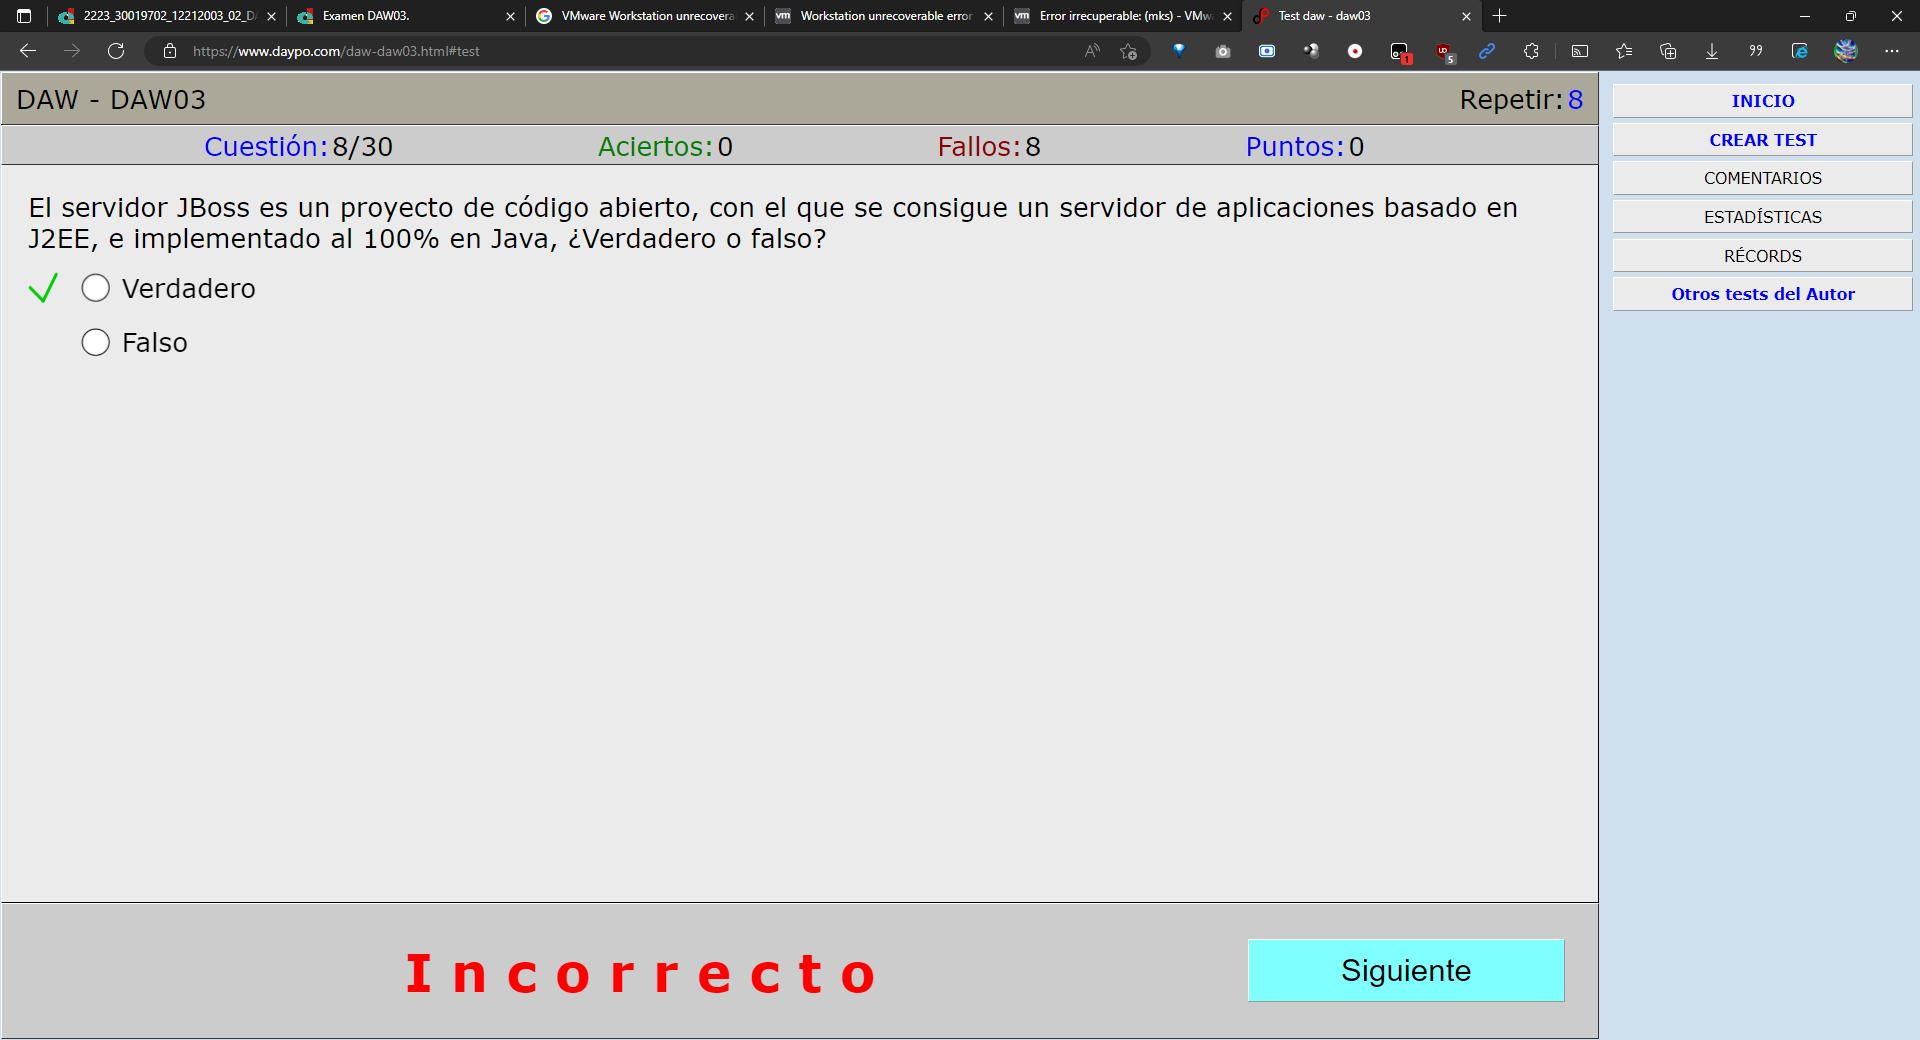 2223_30019702_12212003_02_D
Examen DAW03.
VMware Workstation unrecovera
Workstation unrecoverable error
Error irrecuperable: (mks) - VMw
Test daw - daw03
https://www.daypo.com/daw-daw03.html#test
1
5
DAW - DAW03
Repetir:8
Cuestión:8/30
Aciertos:0
Fallos:8
Puntos:0
El servidor JBoss es un proyecto de código abierto, con el que se consigue un servidor de aplicaciones basado en
J2EE, e implementado al 100% en Java, ¿Verdadero o falso?
Verdadero
Falso
Incorrecto
Siguiente
INICIO
CREAR TEST
COMENTARIOS
ESTADÍSTICAS
RÉCORDS
Otros tests del Autor